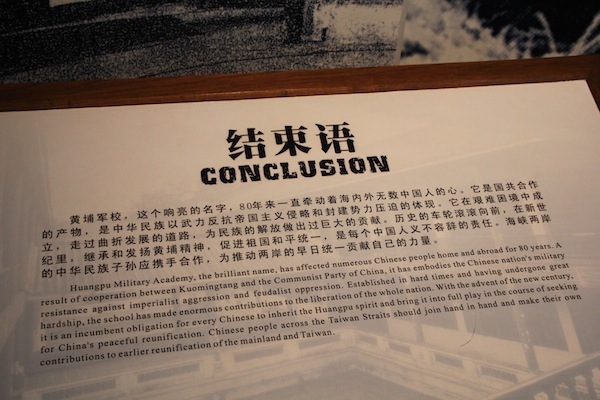 结束语
CONCLUSION
黄埔军校，这个响亮的名字，80年来一直牵动着海内外无数中国人的心。它是国共合作
的产物，是中华民族以武力反抗帝国主义侵略和封建势力压迫的体现。它在艰难困境中成
立，走过曲折发展的道路，为民族的解放做出过巨大的贡献。历史的车轮滚滚向前，在新世
纪里，继承和发扬黄埔精神，促进祖国和平统一，是每个中国人义不容辞的责任。海峡两岸
的中华民族子孙应携手合作，为推动两岸的早日统一贡献自己的力量。
Huangpu Military Academy, the brilliant name, has affected numerous Chinese people home and abroad for 80 years. A
result of cooperation between Kuomingtang and the Communist Party of China, it has embodies the Chinese nation's military
resistance against imperialist aggression and feudalist oppression. Established in hard times and having undergone great
hardship, the school has made enormous contributions to the liberation of the whole nation. With the advent of the new century,
it is an incumbent obligation for every Chinese to inherit the Huangpu spirit and bring it into full play in the course of seeking
for China's peaceful reunification. Chinese people across the Taiwan Straits should join hand in hand and make their own
contributions to earlier reunification of the mainland and Taiwan.